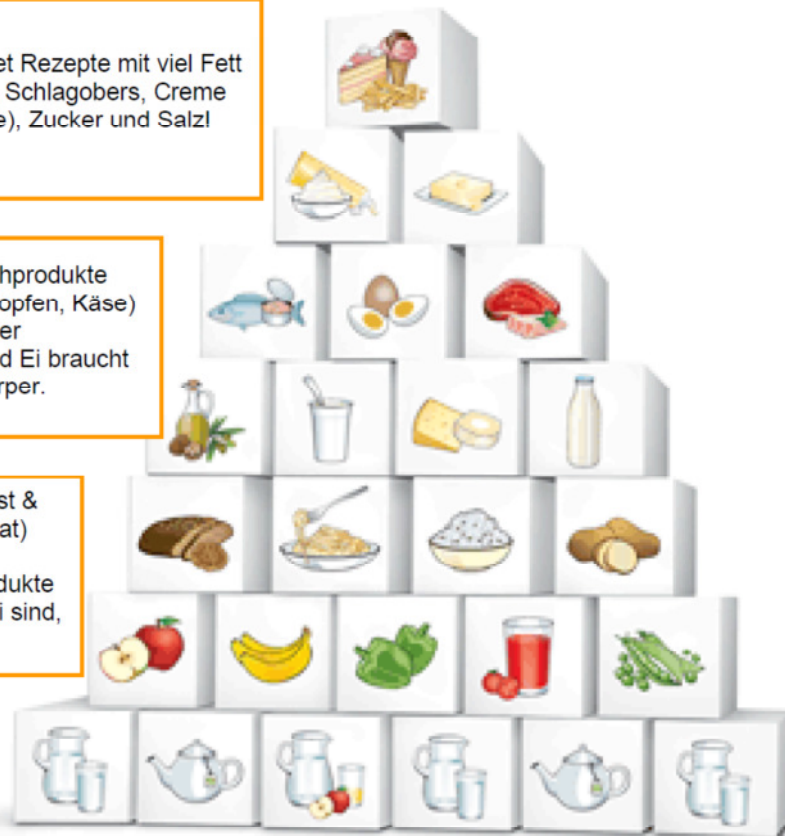 et Rezepte mit viel Fett
Schlagobers, Creme
e), Zucker und Salz!
hprodukte
opfen, Käse)
er
d Ei braucht
rper.
st &
at)
dukte
i sind,